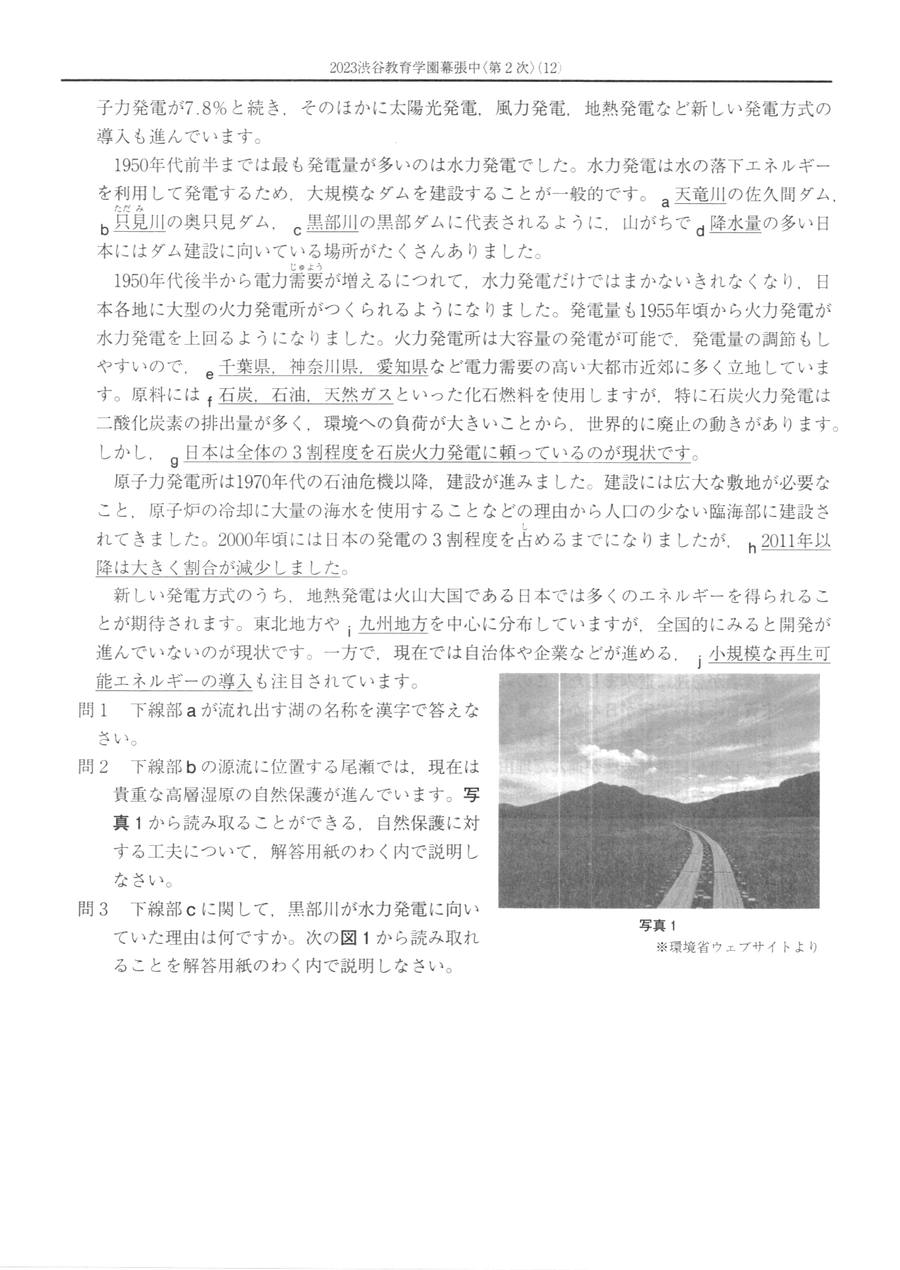 2023渋谷教育学園幕張中〈第2次〉(12)
子力発電が7.8%と続き，そのほかに太陽光発電，風力発電，地熱発電など新しい発電方式の
導入も進んでいます。
1950年代前半までは最も発電量が多いのは水力発電でした。水力発電は水の落下エネルギー
を利用して発電するため，大規模なダムを建設することが一般的です。a天竜川の佐久間ダム，
ただみ
b只見川の奥只見ダム，c黒部川の黒部ダムに代表されるように，山がちでd降水量の多い日
本にはダム建設に向いている場所がたくさんありました。
じゅよう
1950年代後半から電力需要が増えるにつれて，水力発電だけではまかないきれなくなり，日
本各地に大型の火力発電所がつくられるようになりました。発電量も1955年頃から火力発電が
水力発電を上回るようになりました。火力発電所は大容量の発電が可能で，発電量の調節もし
やすいので，e千葉県，神奈川県，愛知県など電力需要の高い大都市近郊に多く立地していま
す。原料にはf石炭，石油，天然ガスといった化石燃料を使用しますが，特に石炭火力発電は
二酸化炭素の排出量が多く，環境への負荷が大きいことから，世界的に廃止の動きがあります。
しかし，g日本は全体の3割程度を石炭火力発電に頼っているのが現状です。
原子力発電所は1970年代の石油危機以降，建設が進みました。建設には広大な敷地が必要な
こと，原子炉の冷却に大量の海水を使用することなどの理由から人口の少ない臨海部に建設さ
し
れてきました。2000年頃には日本の発電の3割程度を占めるまでになりましたが，h2011年以
降は大きく割合が減少しました。
新しい発電方式のうち，地熱発電は火山大国である日本では多くのエネルギーを得られるこ
とが期待されます。東北地方やi九州地方を中心に分布していますが，全国的にみると開発が
進んでいないのが現状です。一方で，現在では自治体や企業などが進める，j小規模な再生可
能エネルギーの導入も注目されています。
問1 下線部aが流れ出す湖の名称を漢字で答えな
さい。
問2 下線部bの源流に位置する尾瀬では，現在は
貴重な高層湿原の自然保護が進んでいます。写
真1から読み取ることができる，自然保護に対
する工夫について，解答用紙のわく内で説明し
なさい。
問3 下線部cに関して，黒部川が水力発電に向い
ていた理由は何ですか。次の図1から読み取れ
ることを解答用紙のわく内で説明しなさい。
写真1
※環境省ウェブサイトより